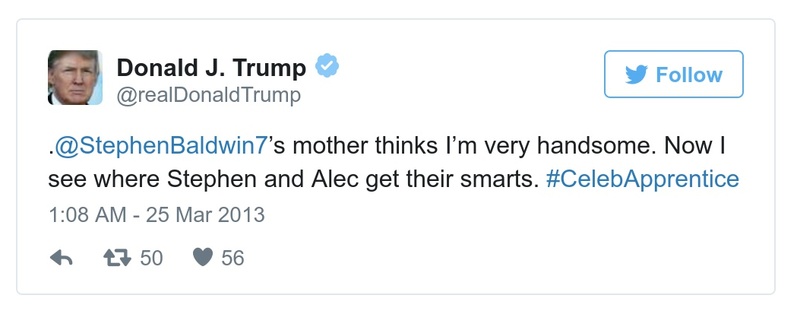 Donald J. Trump
@realDonaldTrump
Follow
.@StephenBaldwin7’s mother thinks I’m very handsome. Now I
see where Stephen and Alec get their smarts. #CelebApprentice
1:08 AM - 25 Mar 2013
50 56